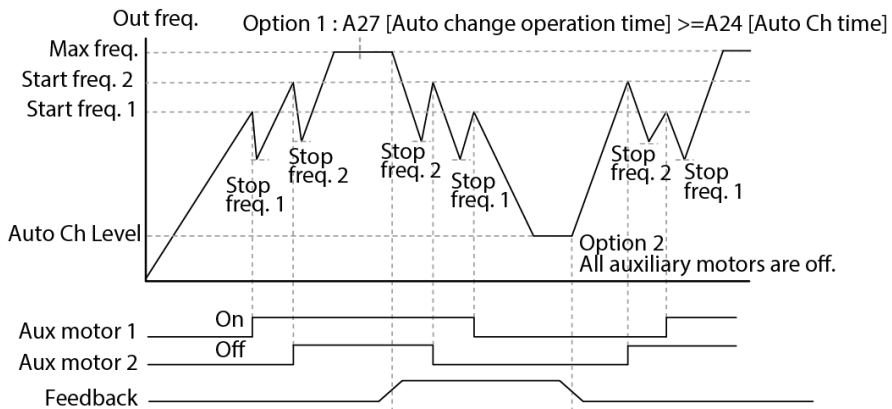 Out freq.
Option 1 : A27 [Auto change operation time] >=A24 [Auto Ch time]
Max freq.
Start freq. 2
Start freq. 1
Stop
freq. 1
Stop
freq. 2
Stop
freq. 2
Stop
freq. 1
Stop
freq. 2
Stop
freq. 1
Auto Ch Level
Option 2
All auxiliary motors are off.
On
Aux motor 1
Off
Aux motor 2
Feedback